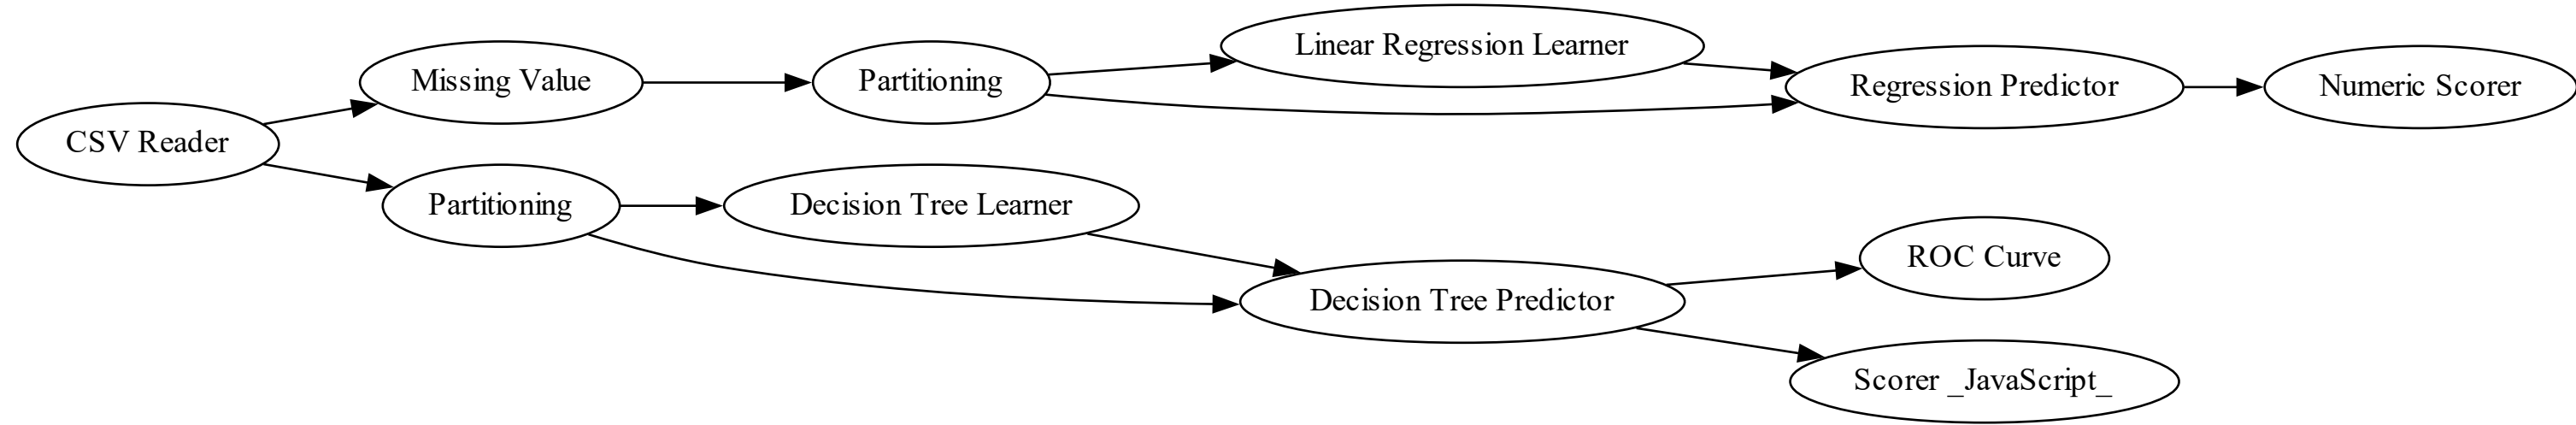 CSV Reader
Missing Value
Partitioning
Linear Regression Learner
Regression Predictor
Numeric Scorer
Partitioning
Decision Tree Learner
Decision Tree Predictor
ROC Curve
Scorer _JavaScript_